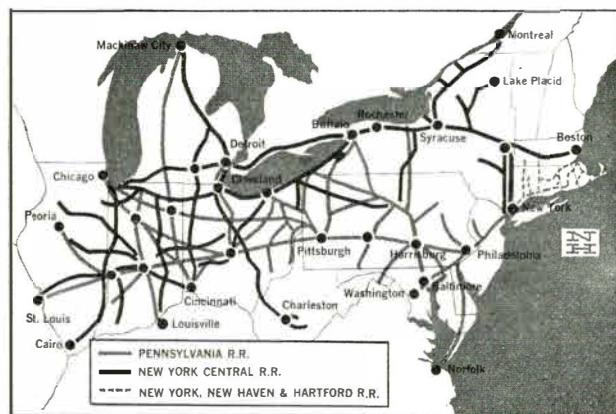 Mackinaw City
Montreal
Lake Placid
Rochester
Buffalo
Syracuse
Boston
Detroit
Cleveland
Chicago
New York
Peoria
Pittsburgh
Harrisburg
Philadelphia
Baltimore
Washington
Cincinnati
Charleston
St. Louis
Louisville
Cairo
Norfolk
PENNSYLVANIA R.R.
NEW YORK CENTRAL R.R.
NEW YORK, NEW HAVEN & HARTFORD R.R.